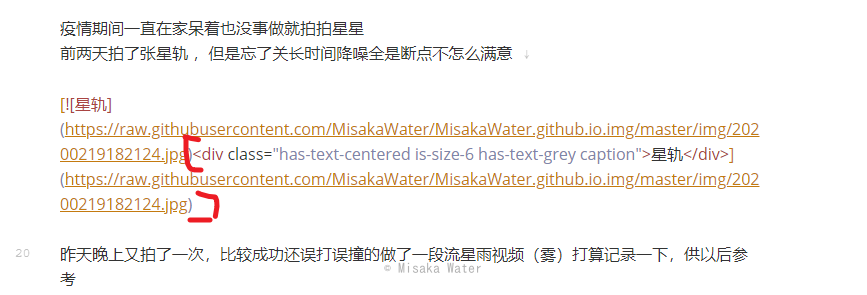 疫情期间一直在家呆着也没事做就拍拍星星
前两天拍了张星轨 ，但是忘了关长时间降噪全是断点不怎么满意 ↓
[![星轨]
(https://raw.githubusercontent.com/MisakaWater/MisakaWater.github.io.img/master/img/202
00219182124.jpg)<div class="has-text-centered is-size-6 has-text-grey caption">星轨</div>]
(https://raw.githubusercontent.com/MisakaWater/MisakaWater.github.io.img/master/img/202
00219182124.jpg)
20 昨天晚上又拍了一次，比较成功还误打误撞的做了一段流星雨视频（雾）打算记录一下，供以后参
考
© Misaka Water